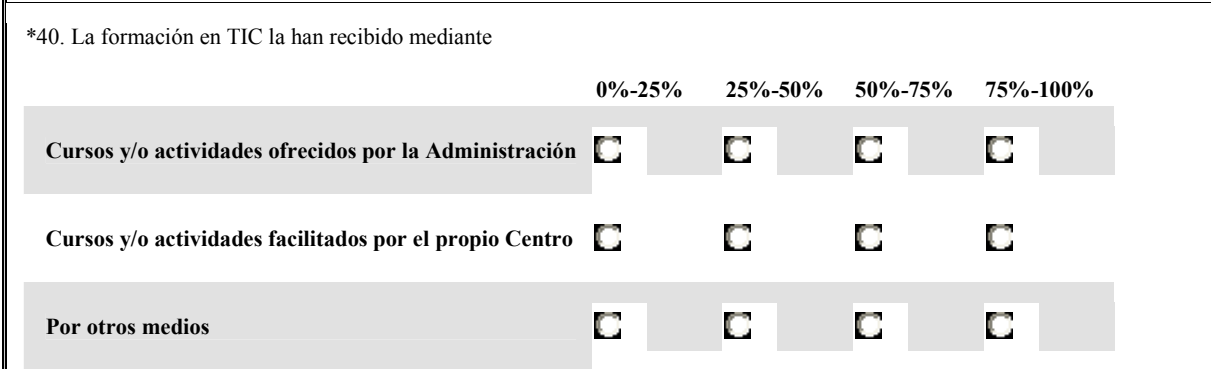 *40. La formación en TIC la han recibido mediante
0%-25% 25%-50% 50%-75% 75%-100%
Cursos y/o actividades ofrecidos por la Administración
Cursos y/o actividades facilitados por el propio Centro
Por otros medios